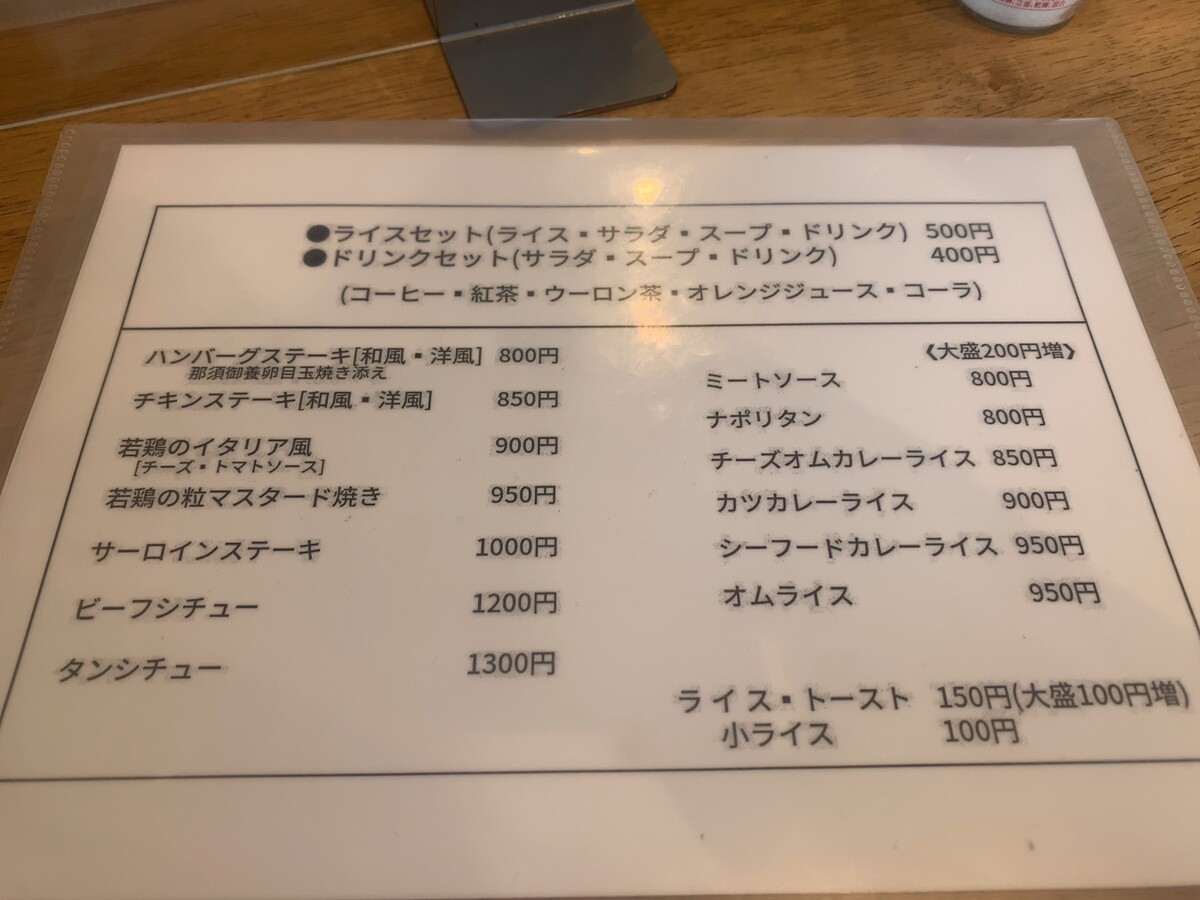 ●ライスセット(ライス・サラダ・スープ・ドリンク) 500円
●ドリンクセット(サラダ・スープ・ドリンク) 400円
(コーヒー・紅茶・ウーロン茶・オレンジジュース・コーラ)
ハンバーグステーキ[和風・洋風] 800円
那須御養卵目玉焼き添え
チキンステーキ[和風・洋風] 850円
若鶏のイタリア風 900円
[チーズ・トマトソース]
若鶏の粒マスタード焼き 950円
サーロインステーキ 1000円
ビーフシチュー 1200円
タンシチュー 1300円
《大盛200円増》
ミートソース 800円
ナポリタン 800円
チーズオムカレーライス 850円
カツカレーライス 900円
シーフードカレーライス 950円
オムライス 950円
ライス・トースト 150円(大盛100円増)
小ライス 100円